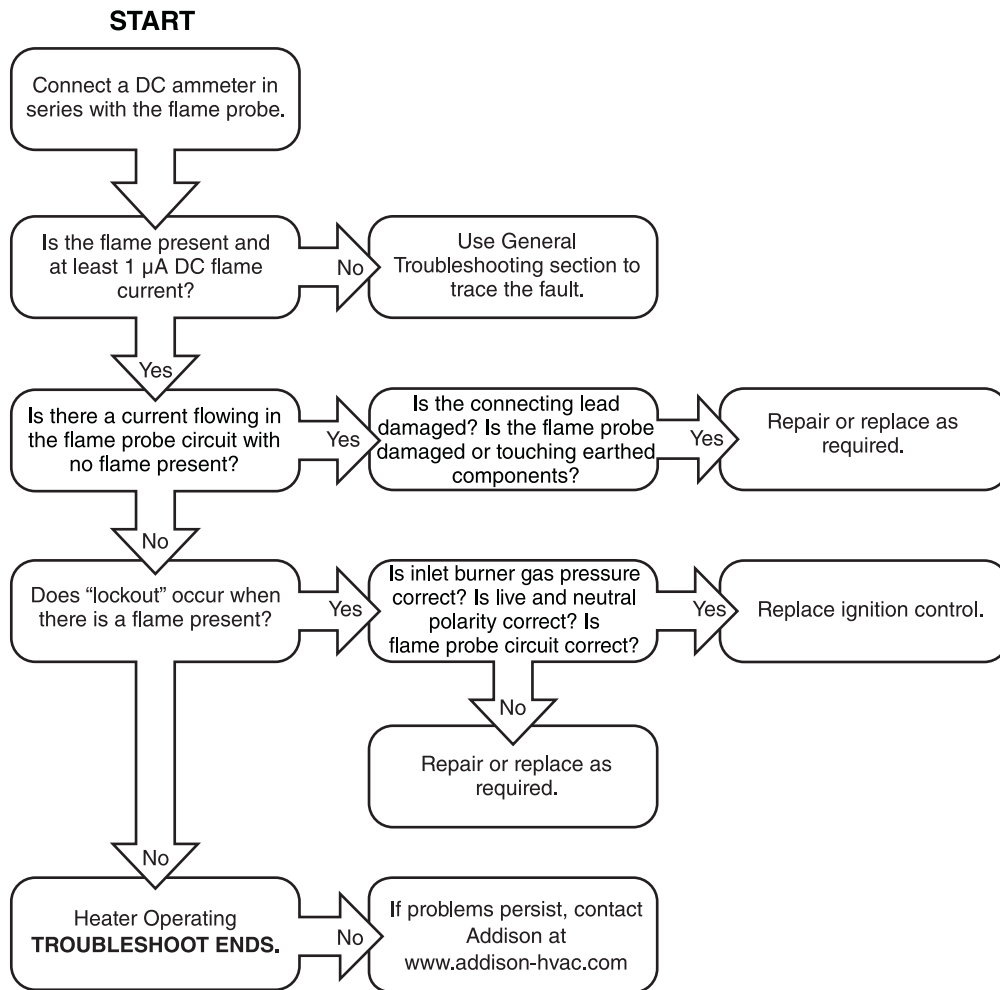 START
Connect a DC ammeter in
series with the flame probe.
Is the flame present and
at least 1 µA DC flame
current?
No
Use General
Troubleshooting section to
trace the fault.
Yes
Is there a current flowing in
the flame probe circuit with
no flame present?
Yes
Is the connecting lead
damaged? Is the flame probe
damaged or touching earthed
components?
Yes
Repair or replace as
required.
No
Does “lockout” occur when
there is a flame present?
Yes
Is inlet burner gas pressure
correct? Is live and neutral
polarity correct? Is
flame probe circuit correct?
Yes
Replace ignition control.
No
Repair or replace as
required.
No
Heater Operating
TROUBLESHOOT ENDS.
No
If problems persist, contact
Addison at
www.addison-hvac.com